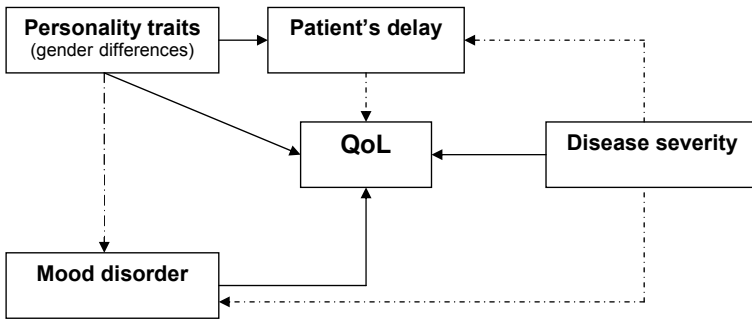 Personality traits
(gender differences)
Patient's delay
QoL
Disease severity
Mood disorder